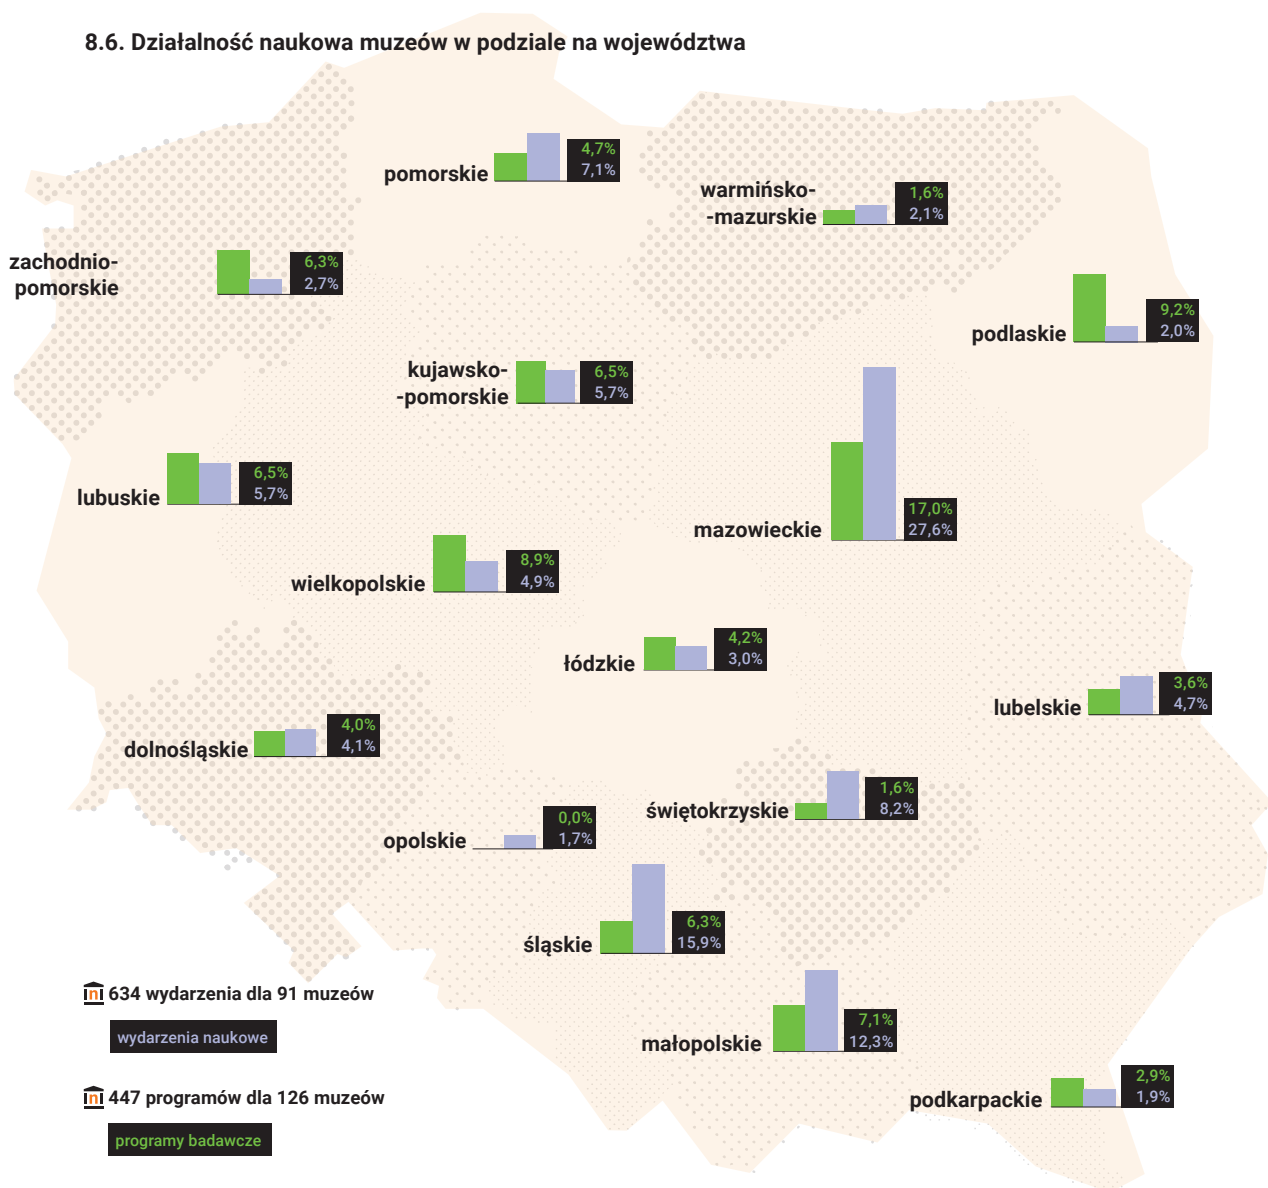 8.6. Działalność naukowa muzeów w podziale na województwa
pomorskie
4,7%
7,1%
warmińsko-
-mazurskie
1,6%
2,1%
zachodnio-
pomorskie
6,3%
2,7%
podlaskie
9,2%
2,0%
kujawsko-
-pomorskie
6,5%
5,7%
lubuskie
6,5%
5,7%
mazowieckie
17,0%
27,6%
wielkopolskie
8,9%
4,9%
łódzkie
4,2%
3,0%
lubelskie
3,6%
4,7%
dolnośląskie
4,0%
4,1%
świętokrzyskie
1,6%
8,2%
opolskie
0,0%
1,7%
śląskie
6,3%
15,9%
n 634 wydarzenia dla 91 muzeów
wydarzenia naukowe
małopolskie
7,1%
12,3%
n 447 programów dla 126 muzeów
programy badawcze
podkarpackie
2,9%
1,9%